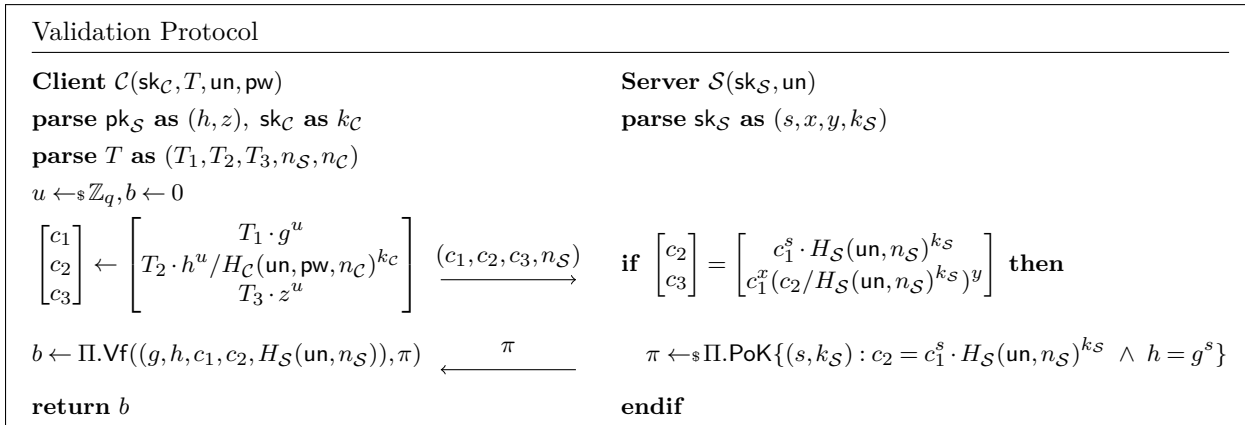 Validation Protocol
Client 𝒞(sk_𝒞, T, un, pw)    Server 𝒮(sk_𝒮, un)
parse pk_𝒮 as (h, z), sk_𝒞 as k_𝒞    parse sk_𝒮 as (s, x, y, k_𝒮)
parse T as (T_1, T_2, T_3, n_𝒮, n_𝒞)
u ←$ ℤ_q, b ← 0
[c_1; c_2; c_3] ← [T_1 · g^u; T_2 · h^u / H_𝒞(un, pw, n_𝒞)^{k_𝒞}; T_3 · z^u]    (c_1, c_2, c_3, n_𝒮) ⟶    if [c_2; c_3] = [c_1^s · H_𝒮(un, n_𝒮)^{k_𝒮}; c_1^x (c_2 / H_𝒮(un, n_𝒮)^{k_𝒮})^y] then
b ← Π.Vf((g, h, c_1, c_2, H_𝒮(un, n_𝒮)), π)    π ⟵    π ←$ Π.PoK{(s, k_𝒮) : c_2 = c_1^s · H_𝒮(un, n_𝒮)^{k_𝒮} ∧ h = g^s}
return b    endif